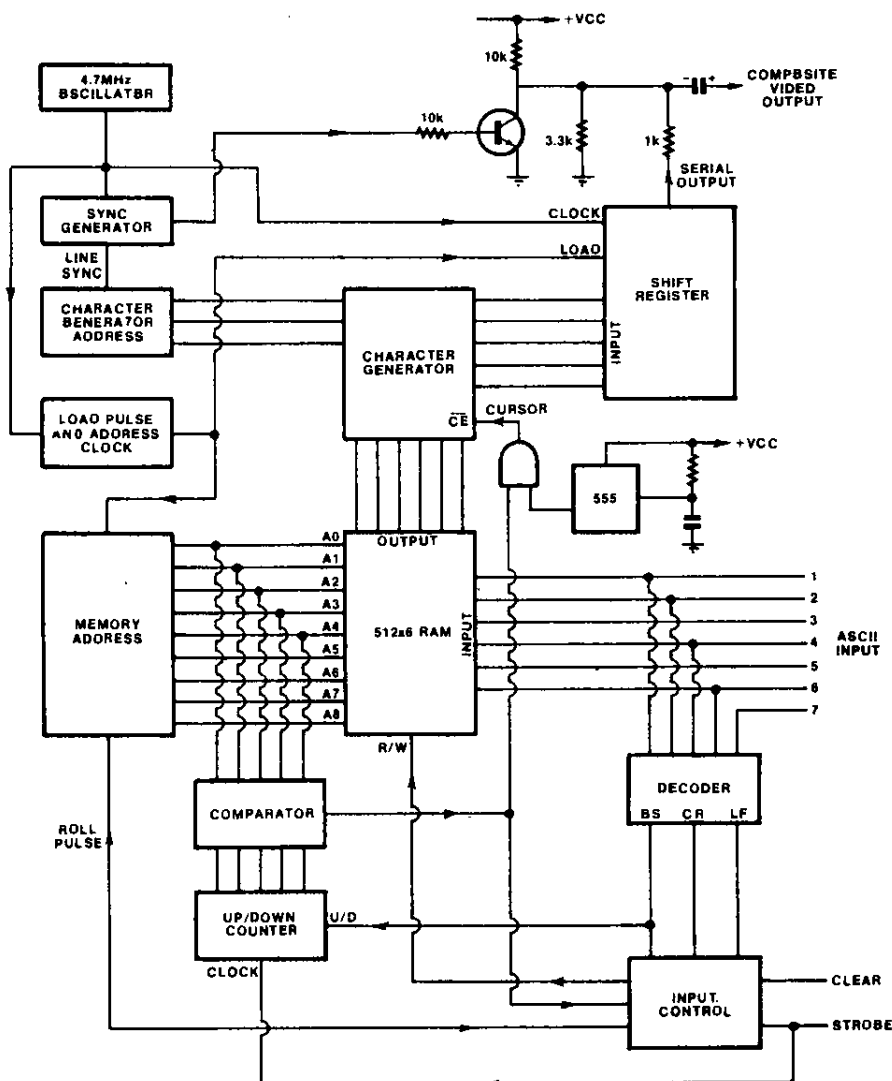 +VCC
10k
4.7MHz
BSCILLATBR
COMPBSITE
VIDEO
OUTPUT
10k
3.3k
1k
SERIAL
OUTPUT
SYNC
GENERATOR
CLOCK
LINE
SYNC
LOAD
SHIFT
REGISTER
CHARACTER
BENERA7OR
ADDRESS
INPUT
CHARACTER
GENERATOR
LOAD PULSE
AN0 ADORESS
CLOCK
CE
CURSOR
+VCC
555
MEMORY
ADDRESS
A0
A1
A2
A3
A4
A5
A6
A7
A8
OUTPUT
512x6 RAM
INPUT
R/W
1
2
3
4
5
6
7
ASCII
INPUT
DECODER
BS CR LF
COMPARATOR
ROLL
PULSE
UP/DOWN
COUNTER
U/D
CLOCK
INPUT.
CONTROL
CLEAR
STROBE